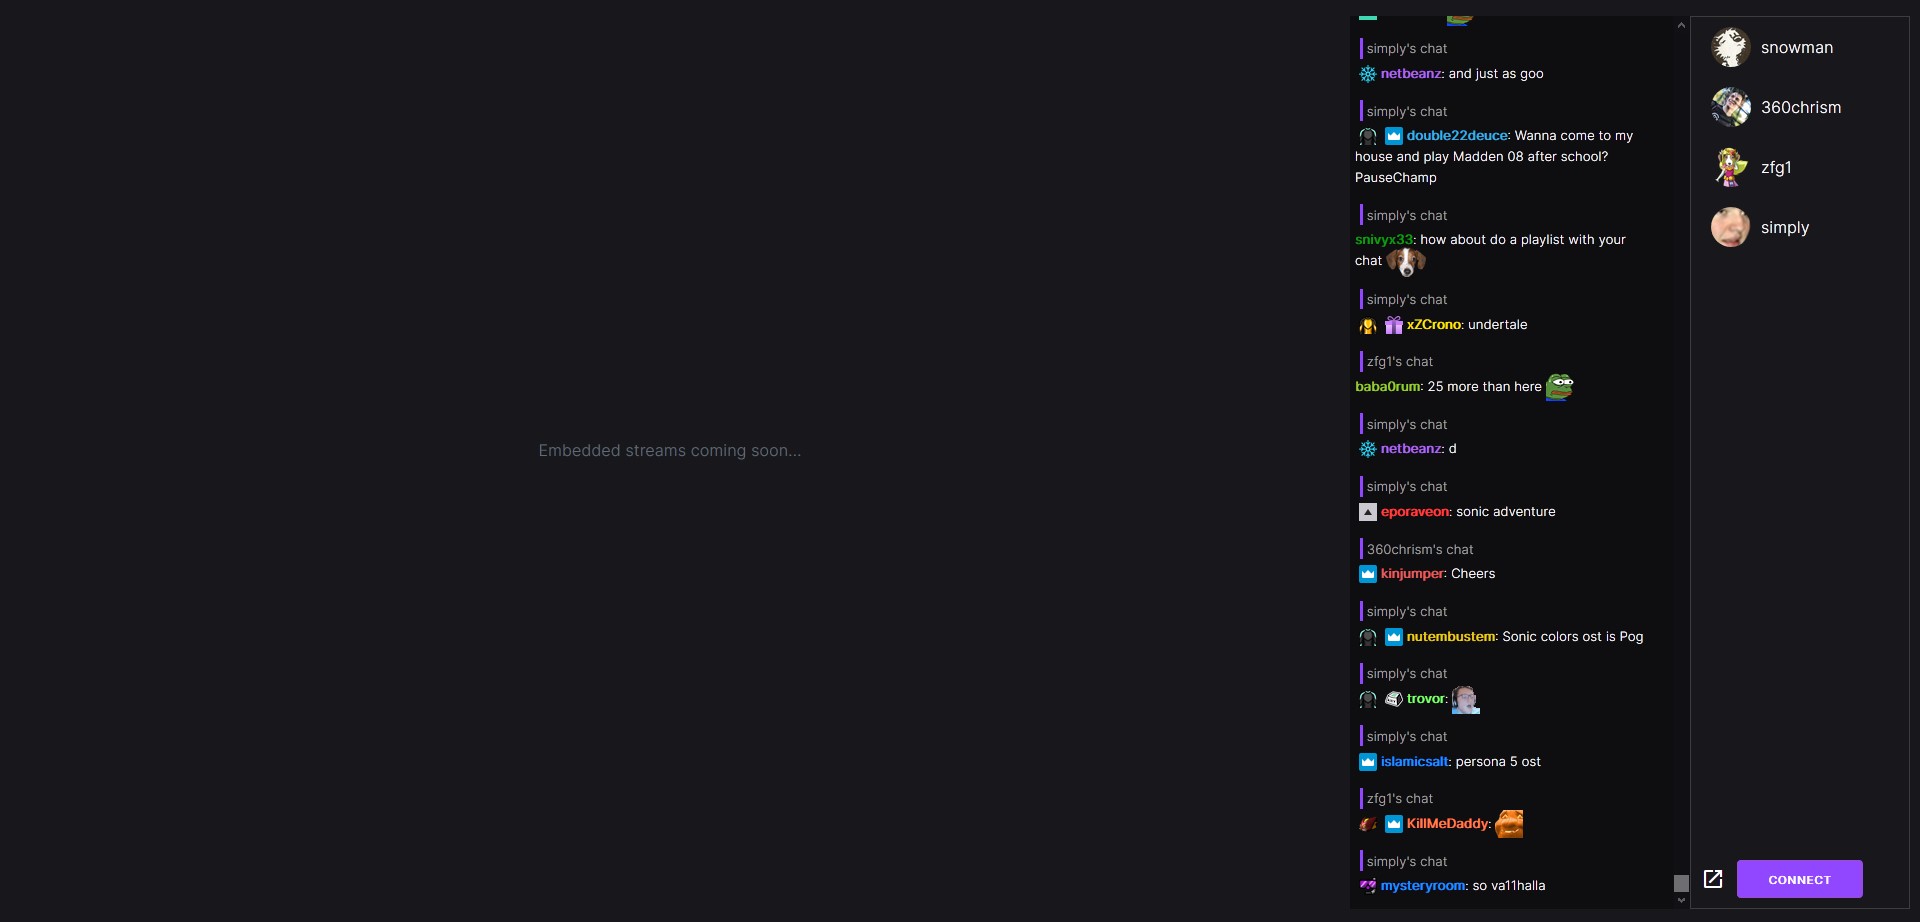 Embedded streams coming soon...
simply's chat
netbeanz: and just as goo
simply's chat
double22deuce: Wanna come to my
house and play Madden 08 after school?
PauseChamp
simply's chat
snivyx33: how about do a playlist with your
chat
simply's chat
xZCrono: undertale
zfg1's chat
baba0rum: 25 more than here
simply's chat
netbeanz: d
simply's chat
eporaveon: sonic adventure
360chrism's chat
kinjumper: Cheers
simply's chat
nutembustem: Sonic colors ost is Pog
simply's chat
trovor:
simply's chat
islamicsalt: persona 5 ost
zfg1's chat
KillMeDaddy:
simply's chat
mysteryroom: so va11halla
snowman
360chrism
zfg1
simply
CONNECT